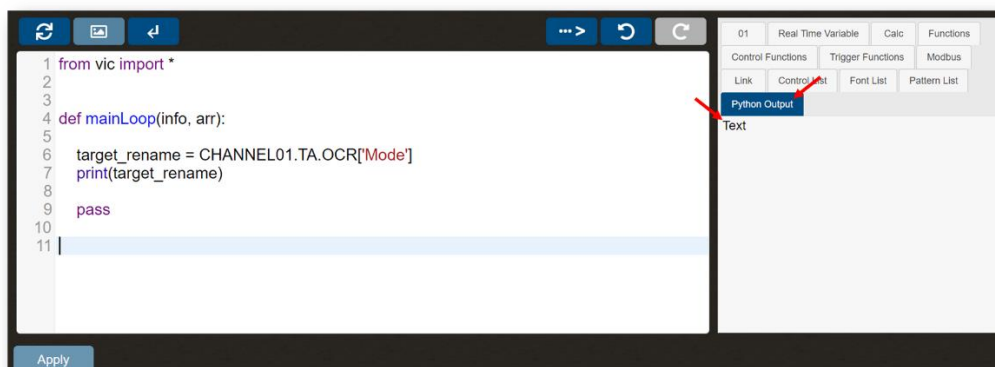 01 Real Time Variable Calc Functions
Control Functions Trigger Functions Modbus
Link Control List Font List Pattern List
Python Output
Text
1 from vic import *
2
3
4 def mainLoop(info, arr):
5
6 target_rename = CHANNEL01.TA.OCR['Mode']
7 print(target_rename)
8
9 pass
10
11
Apply